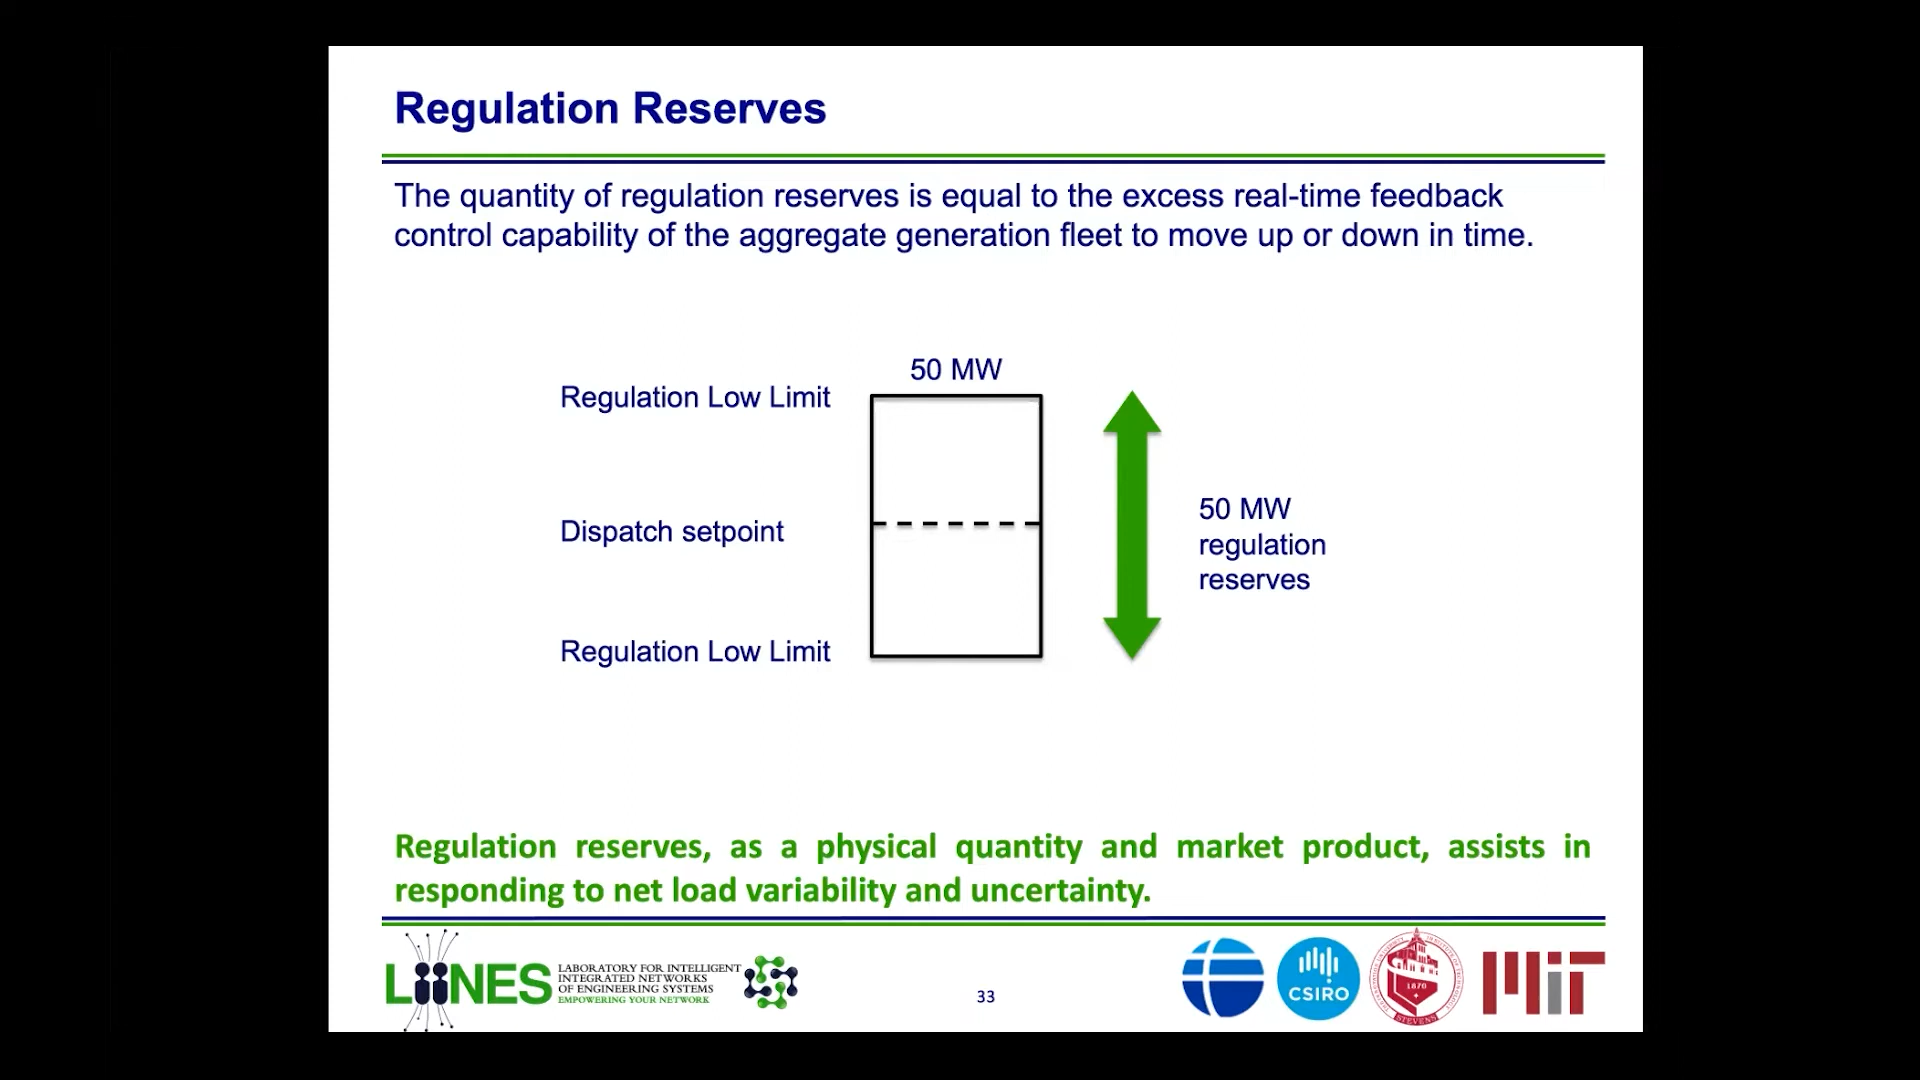 Regulation Reserves
The quantity of regulation reserves is equal to the excess real-time feedback
control capability of the aggregate generation fleet to move up or down in time.
50 MW
Regulation Low Limit
Dispatch setpoint
50 MW
regulation
reserves
Regulation Low Limit
Regulation reserves, as a physical quantity and market product, assists in
responding to net load variability and uncertainty.
LIINES
LABORATORY FOR INTELLIGENT
INTEGRATED NETWORKS
OF ENGINEERING SYSTEMS
EMPOWERING YOUR NETWORK
33
CSIRO
1870
STEVENS
MIT